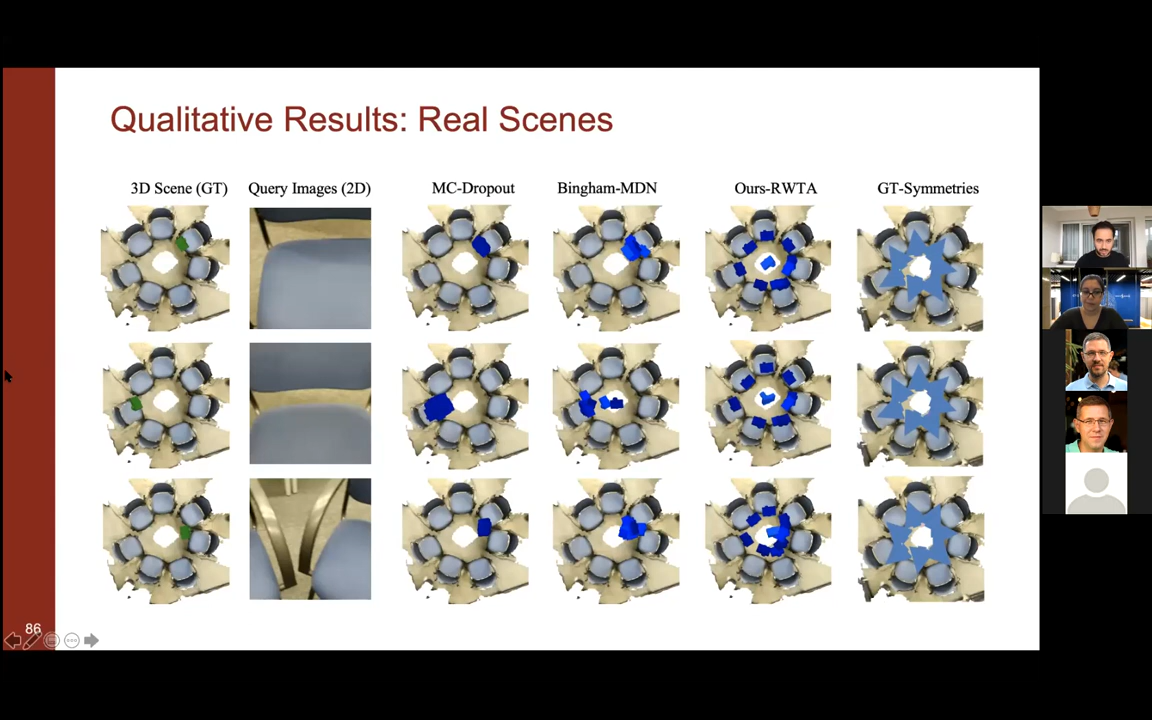 Qualitative Results: Real Scenes
3D Scene (GT) Query Images (2D) MC-Dropout Bingham-MDN Ours-RWTA GT-Symmetries
86